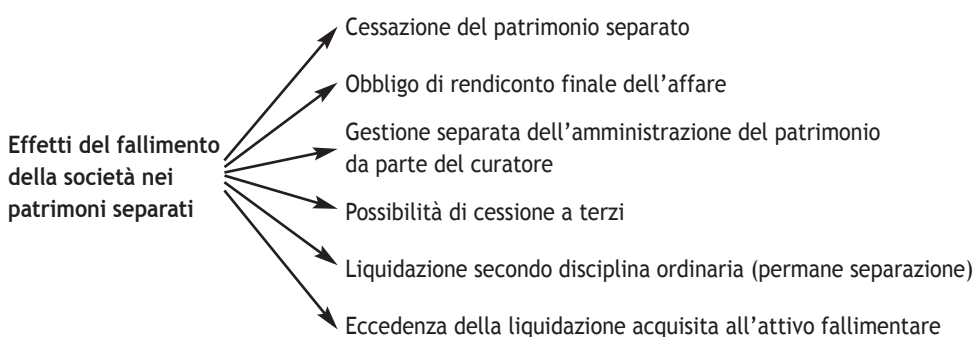 Cessazione del patrimonio separato
Obbligo di rendiconto finale dell’affare
Effetti del fallimento
della società nei
patrimoni separati
Gestione separata dell’amministrazione del patrimonio
da parte del curatore
Possibilità di cessione a terzi
Liquidazione secondo disciplina ordinaria (permane separazione)
Eccedenza della liquidazione acquisita all’attivo fallimentare